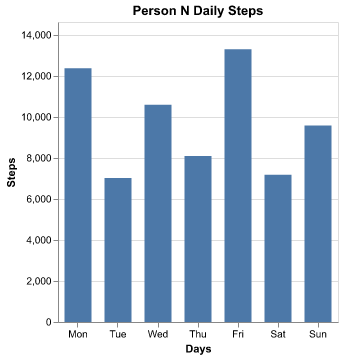 Person N Daily Steps
14,000
12,000
10,000
8,000
6,000
4,000
2,000
0
Steps
Mon Tue Wed Thu Fri Sat Sun
Days